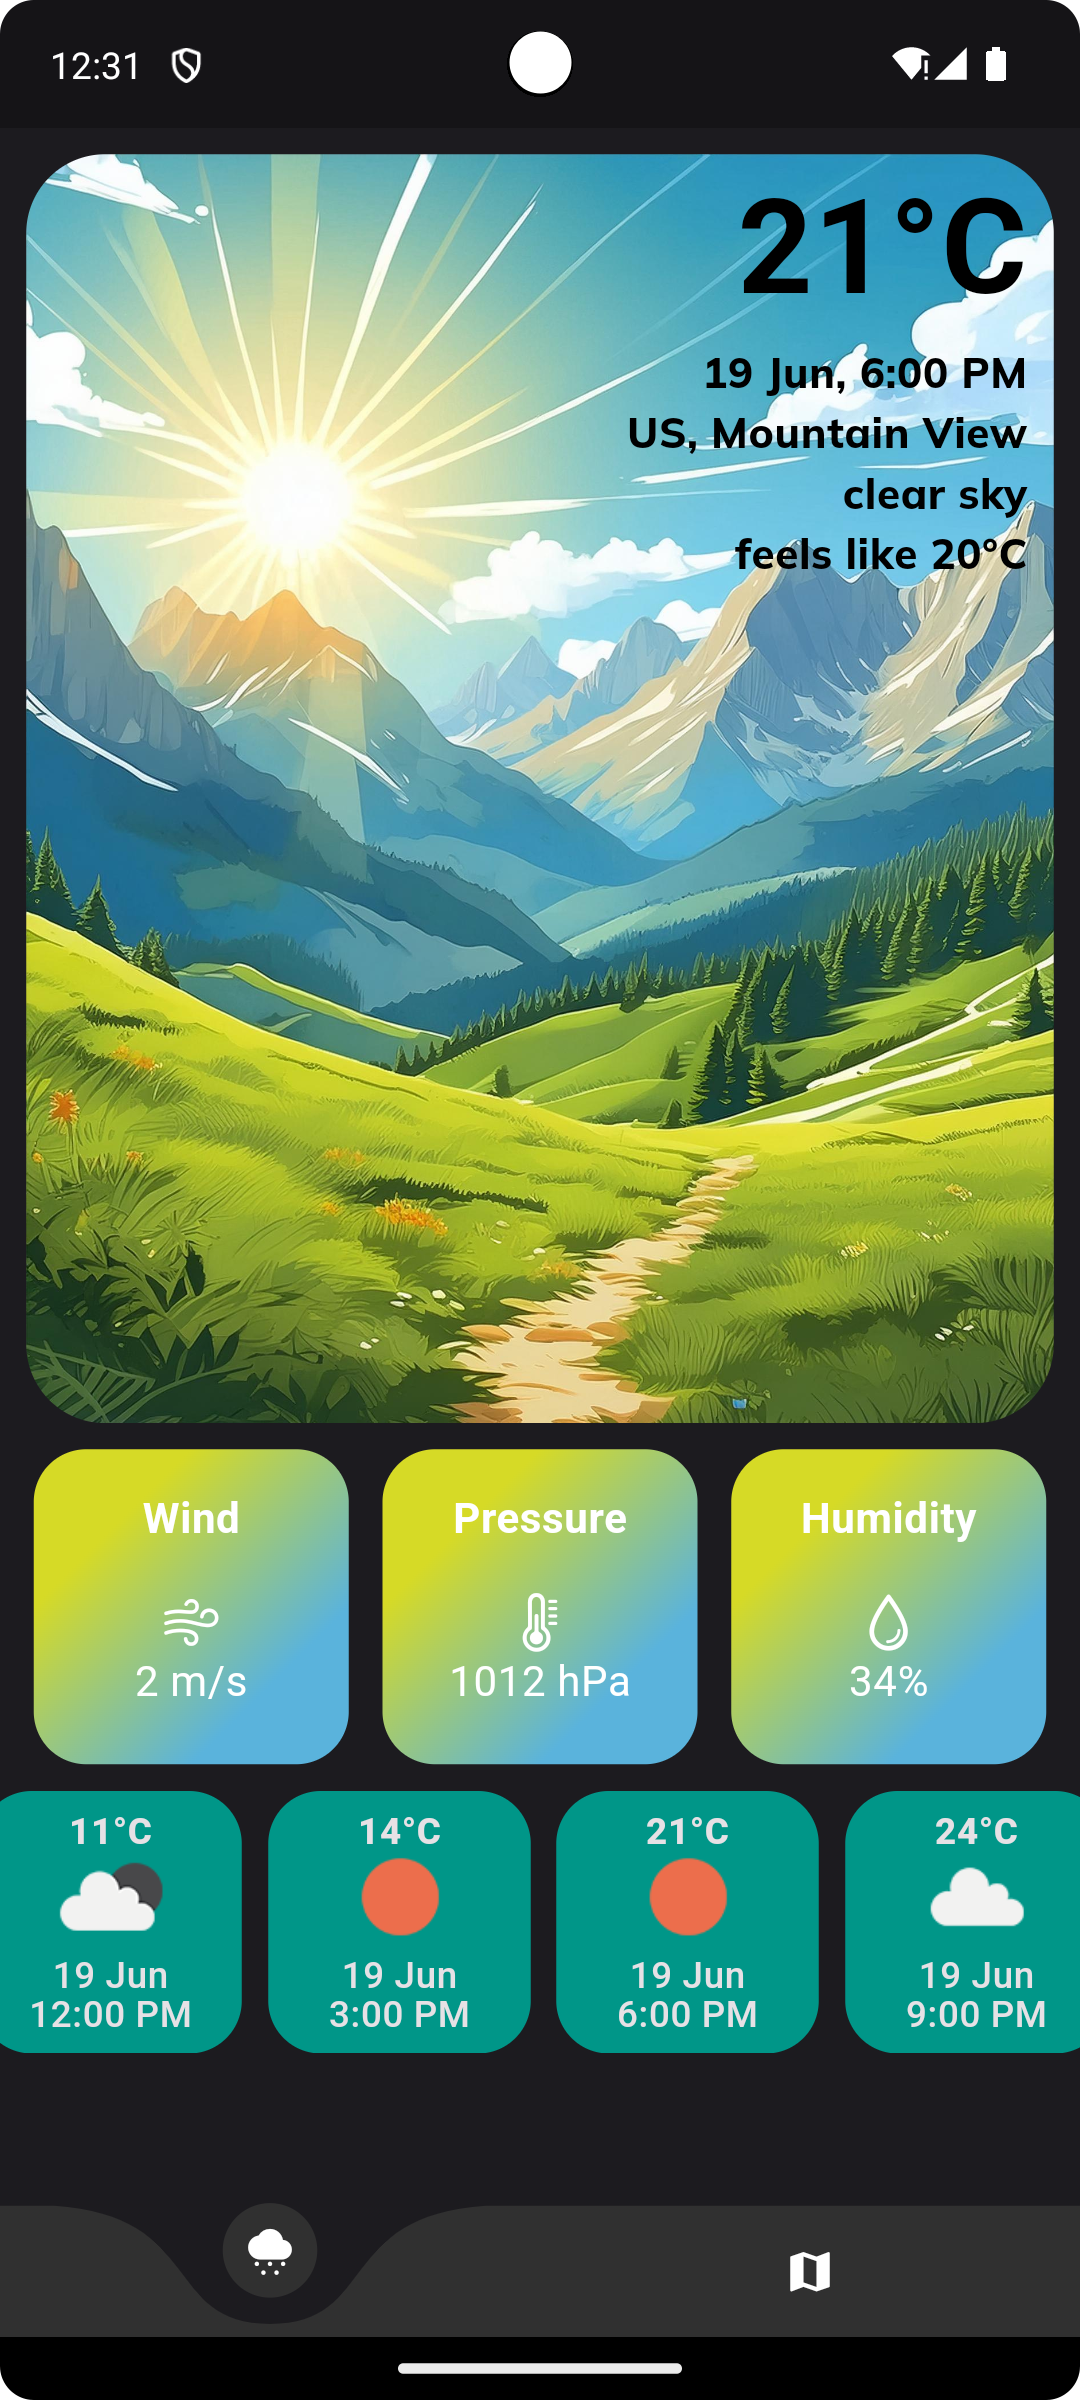 12:31
21°C
19 Jun, 6:00 PM
US, Mountain View
clear sky
feels like 20°C
Wind
2 m/s
Pressure
1012 hPa
Humidity
34%
11°C
19 Jun
12:00 PM
14°C
19 Jun
3:00 PM
21°C
19 Jun
6:00 PM
24°C
19 Jun
9:00 PM